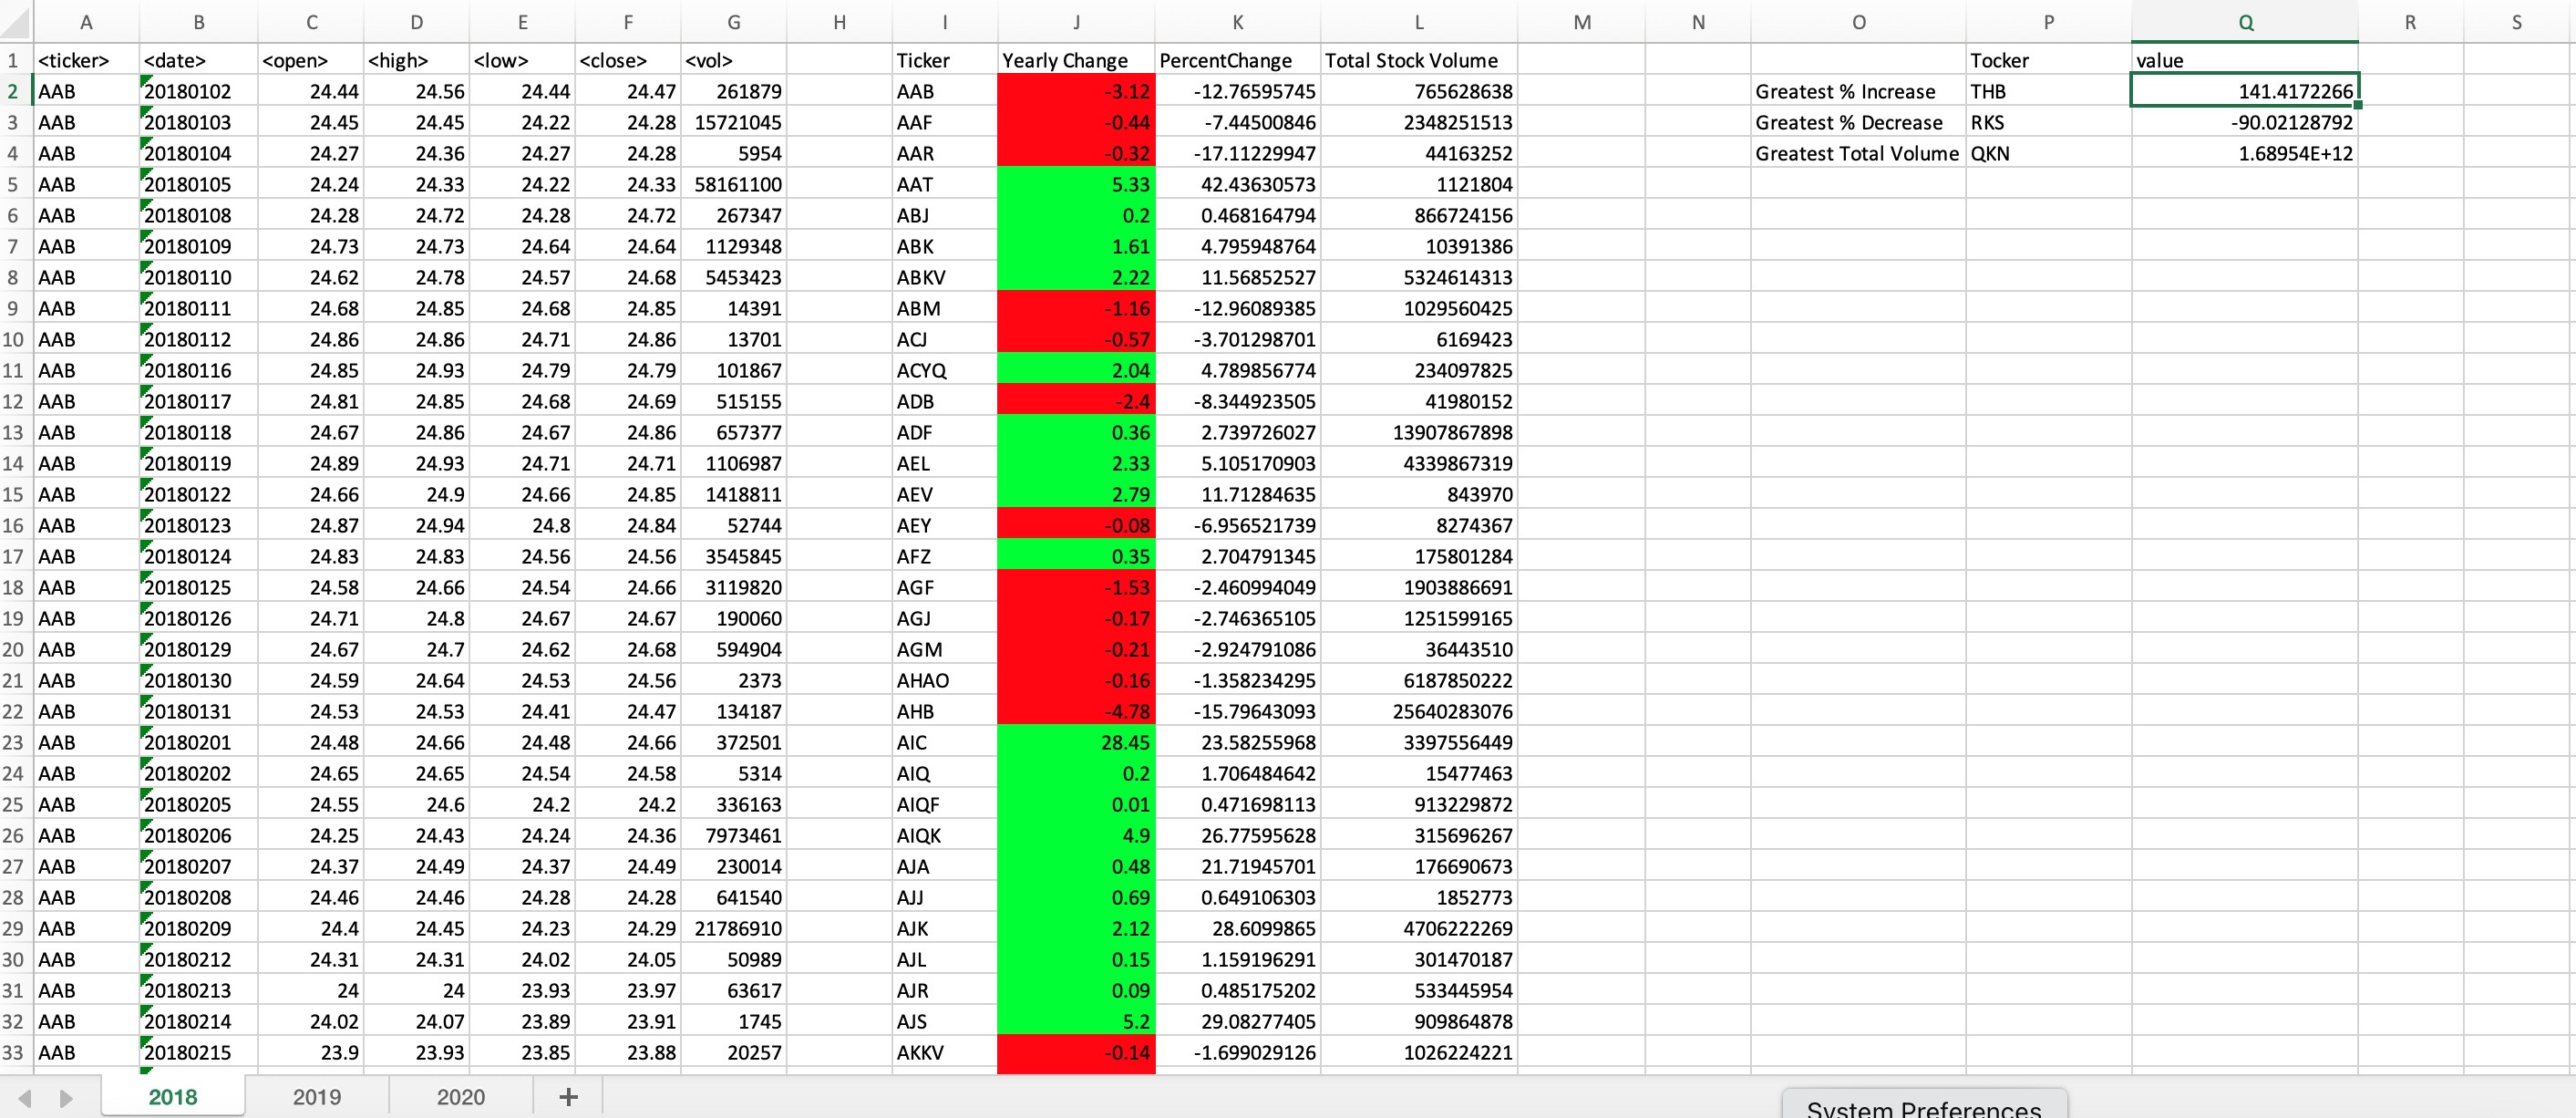 A B C D E F G H I J K L M N O P Q R S
1 <ticker> <date> <open> <high> <low> <close> <vol> Ticker Yearly Change PercentChange Total Stock Volume Tocker value
2 AAB 20180102 24.44 24.56 24.44 24.47 261879 AAB -3.12 -12.76595745 765628638 Greatest % Increase THB 141.4172266
3 AAB 20180103 24.45 24.45 24.22 24.28 15721045 AAF -0.44 -7.44500846 2348251513 Greatest % Decrease RKS -90.02128792
4 AAB 20180104 24.27 24.36 24.27 24.28 5954 AAR -0.32 -17.11229947 44163252 Greatest Total Volume QKN 1.68954E+12
5 AAB 20180105 24.24 24.33 24.22 24.33 58161100 AAT 5.33 42.43630573 1121804
6 AAB 20180108 24.28 24.72 24.28 24.72 267347 ABJ 0.2 0.468164794 866724156
7 AAB 20180109 24.73 24.73 24.64 24.64 1129348 ABK 1.61 4.795948764 10391386
8 AAB 20180110 24.62 24.78 24.57 24.68 5453423 ABKV 2.22 11.56852527 5324614313
9 AAB 20180111 24.68 24.85 24.68 24.85 14391 ABM -1.16 -12.96089385 1029560425
10 AAB 20180112 24.86 24.86 24.71 24.86 13701 ACJ -0.57 -3.701298701 6169423
11 AAB 20180116 24.85 24.93 24.79 24.79 101867 ACYQ 2.04 4.789856774 234097825
12 AAB 20180117 24.81 24.85 24.68 24.69 515155 ADB -2.4 -8.344923505 41980152
13 AAB 20180118 24.67 24.86 24.67 24.86 657377 ADF 0.36 2.739726027 13907867898
14 AAB 20180119 24.89 24.93 24.71 24.71 1106987 AEL 2.33 5.105170903 4339867319
15 AAB 20180122 24.66 24.9 24.66 24.85 1418811 AEV 2.79 11.71284635 843970
16 AAB 20180123 24.87 24.94 24.8 24.84 52744 AEY -0.08 -6.956521739 8274367
17 AAB 20180124 24.83 24.83 24.56 24.56 3545845 AFZ 0.35 2.704791345 175801284
18 AAB 20180125 24.58 24.66 24.54 24.66 3119820 AGF -1.53 -2.460994049 1903886691
19 AAB 20180126 24.71 24.8 24.67 24.67 190060 AGJ -0.17 -2.746365105 1251599165
20 AAB 20180129 24.67 24.7 24.62 24.68 594904 AGM -0.21 -2.924791086 36443510
21 AAB 20180130 24.59 24.64 24.53 24.56 2373 AHAO -0.16 -1.358234295 6187850222
22 AAB 20180131 24.53 24.53 24.41 24.47 134187 AHB -4.78 -15.79643093 25640283076
23 AAB 20180201 24.48 24.66 24.48 24.66 372501 AIC 28.45 23.58255968 3397556449
24 AAB 20180202 24.65 24.65 24.54 24.58 5314 AIQ 0.2 1.706484642 15477463
25 AAB 20180205 24.55 24.6 24.2 24.2 336163 AIQF 0.01 0.471698113 913229872
26 AAB 20180206 24.25 24.43 24.24 24.36 7973461 AIQK 4.9 26.77595628 315696267
27 AAB 20180207 24.37 24.49 24.37 24.49 230014 AJA 0.48 21.71945701 176690673
28 AAB 20180208 24.46 24.46 24.28 24.28 641540 AJJ 0.69 0.649106303 1852773
29 AAB 20180209 24.4 24.45 24.23 24.29 21786910 AJK 2.12 28.6099865 4706222269
30 AAB 20180212 24.31 24.31 24.02 24.05 50989 AJL 0.15 1.159196291 301470187
31 AAB 20180213 24 24 23.93 23.97 63617 AJR 0.09 0.485175202 533445954
32 AAB 20180214 24.02 24.07 23.89 23.91 1745 AJS 5.2 29.08277405 909864878
33 AAB 20180215 23.9 23.93 23.85 23.88 20257 AKKV -0.14 -1.699029126 1026224221
2018 2019 2020 +
System Preferences